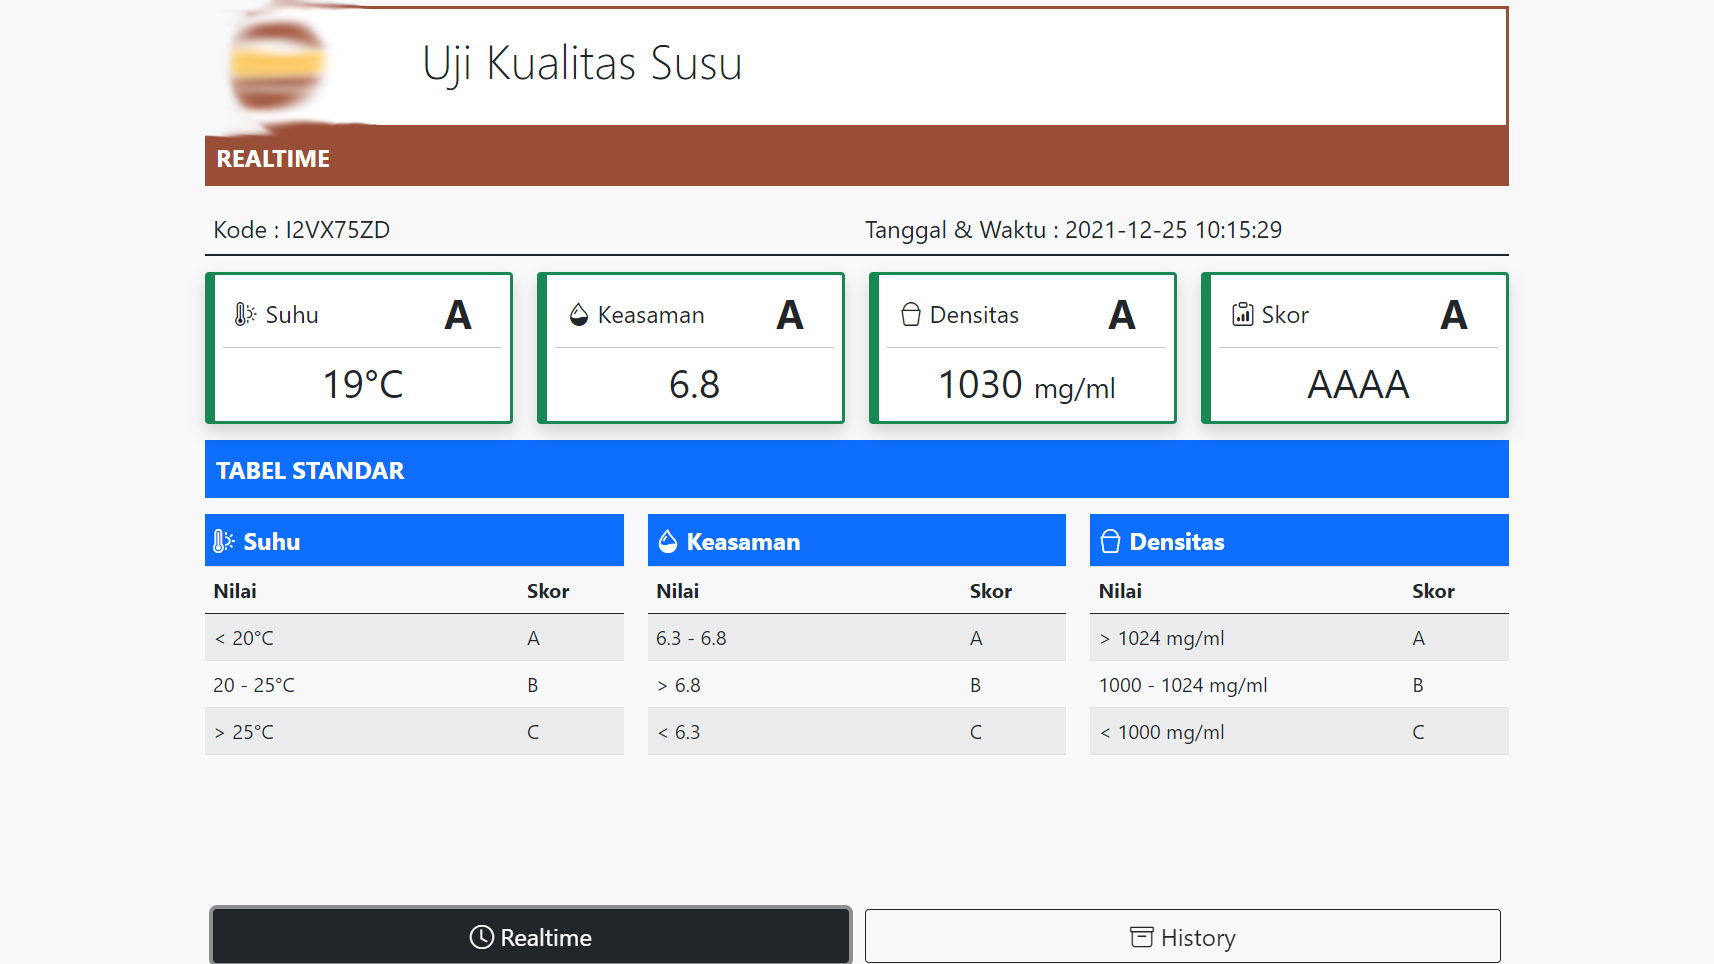 Uji Kualitas Susu
REALTIME
Kode : I2VX75ZD Tanggal & Waktu : 2021-12-25 10:15:29
Suhu A Keasaman A Densitas A Skor A
19°C 6.8 1030 mg/ml AAAA
TABEL STANDAR
Suhu Keasaman Densitas
Nilai Skor Nilai Skor Nilai Skor
< 20°C A 6.3 - 6.8 A > 1024 mg/ml A
20 - 25°C B > 6.8 B 1000 - 1024 mg/ml B
> 25°C C < 6.3 C < 1000 mg/ml C
Realtime History